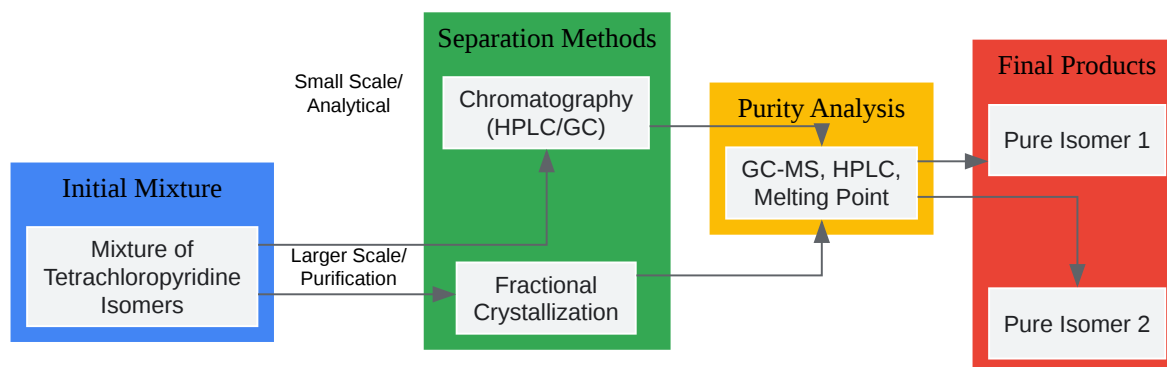 Initial Mixture
Mixture of
Tetrachloropyridine
Isomers
Small Scale/
Analytical
Larger Scale/
Purification
Separation Methods
Chromatography
(HPLC/GC)
Fractional
Crystallization
Purity Analysis
GC-MS, HPLC,
Melting Point
Final Products
Pure Isomer 1
Pure Isomer 2